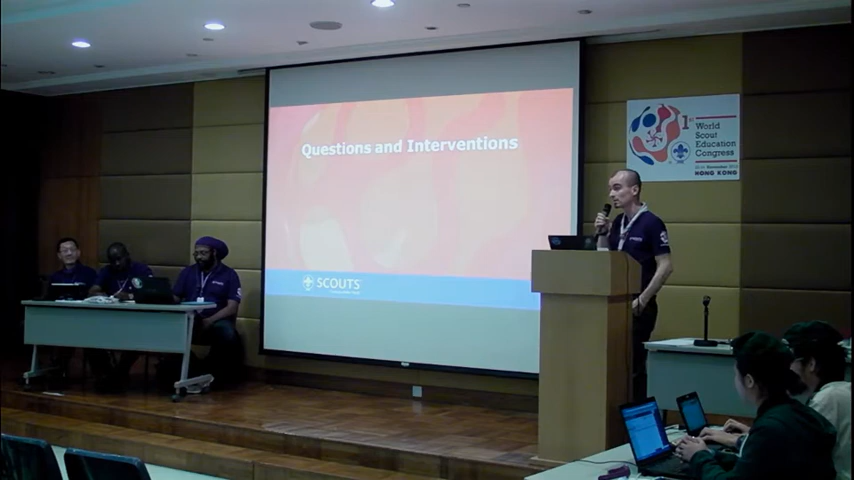 Questions and Interventions
SCOUTS
1st
World
Scout
Education
Congress
HONG KONG